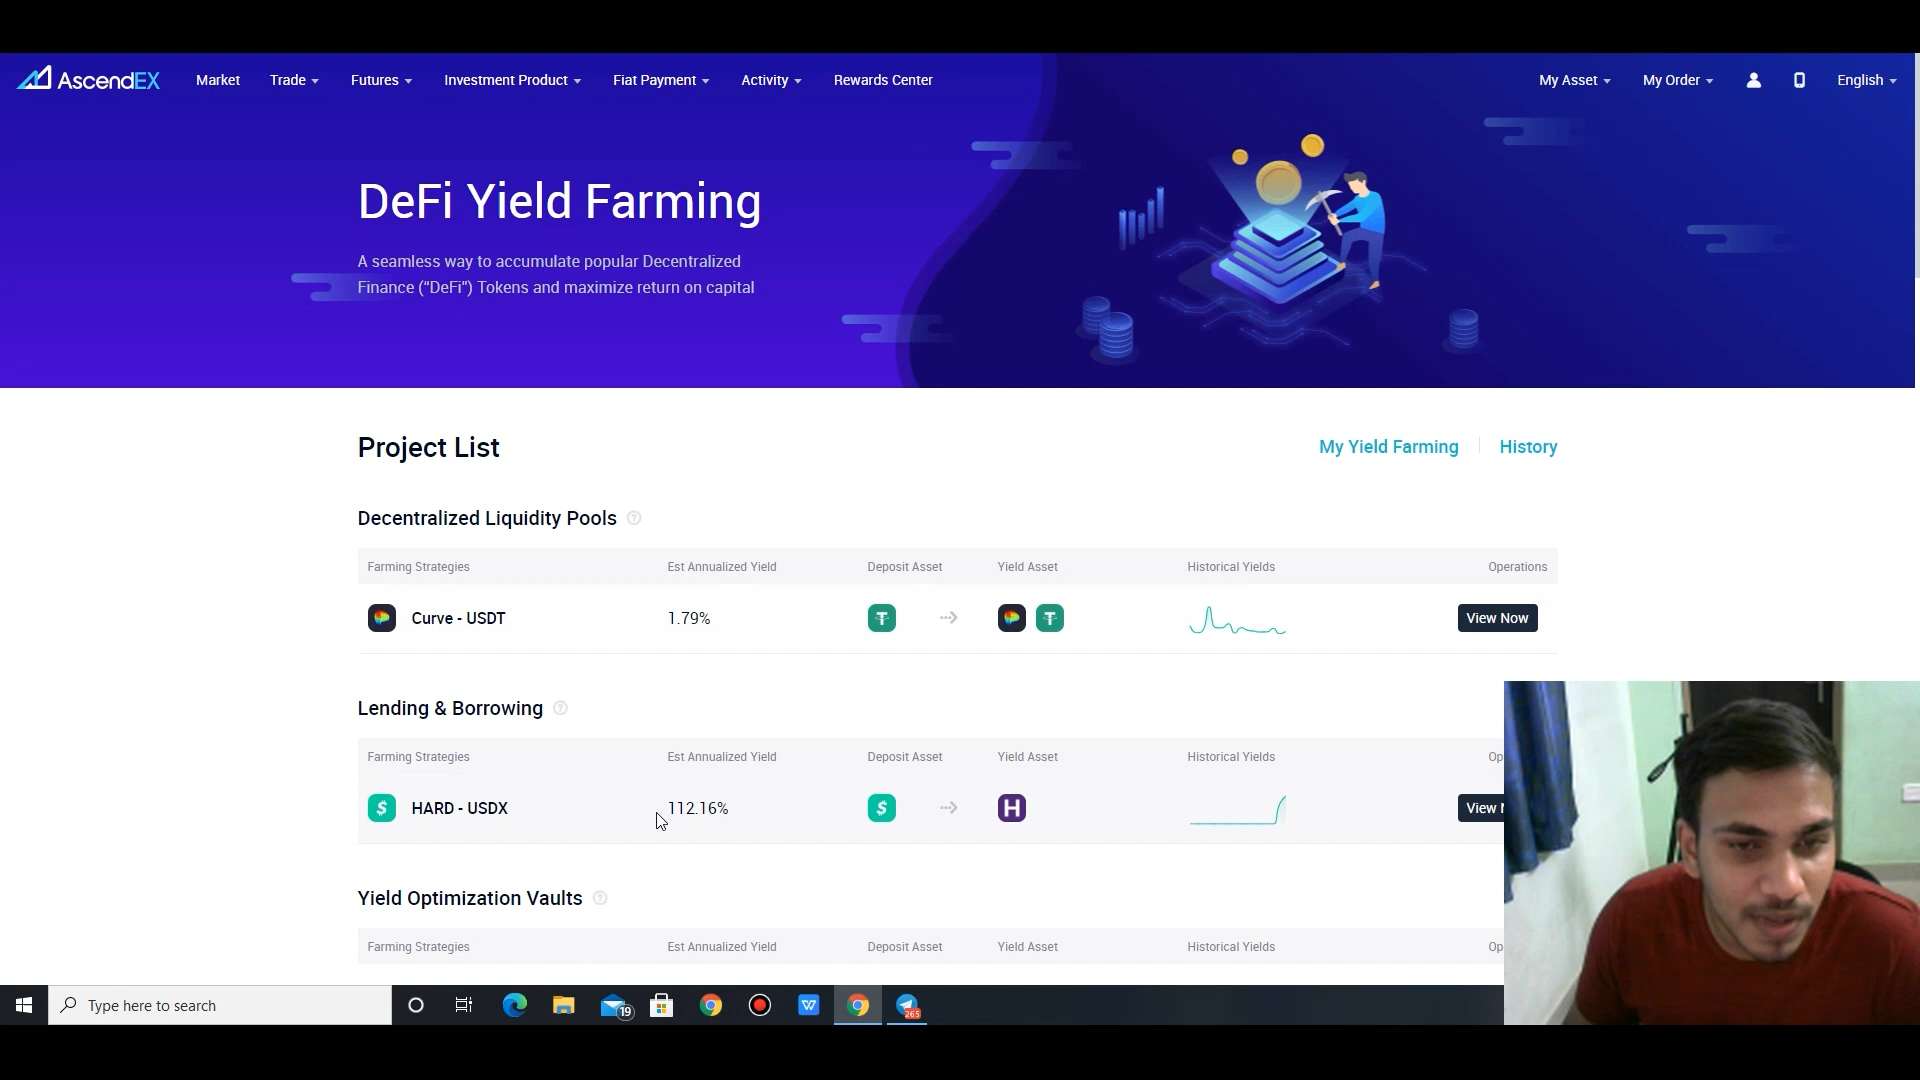 AscendEX Market Trade Futures Investment Product Fiat Payment Activity Rewards Center My Asset My Order English
DeFi Yield Farming
A seamless way to accumulate popular Decentralized
Finance (“DeFi”) Tokens and maximize return on capital
Project List My Yield Farming History
Decentralized Liquidity Pools
Farming Strategies Est Annualized Yield Deposit Asset Yield Asset Historical Yields Operations
Curve - USDT 1.79% View Now
Lending & Borrowing
Farming Strategies Est Annualized Yield Deposit Asset Yield Asset Historical Yields Op
HARD - USDX 112.16% H View N
Yield Optimization Vaults
Farming Strategies Est Annualized Yield Deposit Asset Yield Asset Historical Yields Op
Type here to search 19 W 265